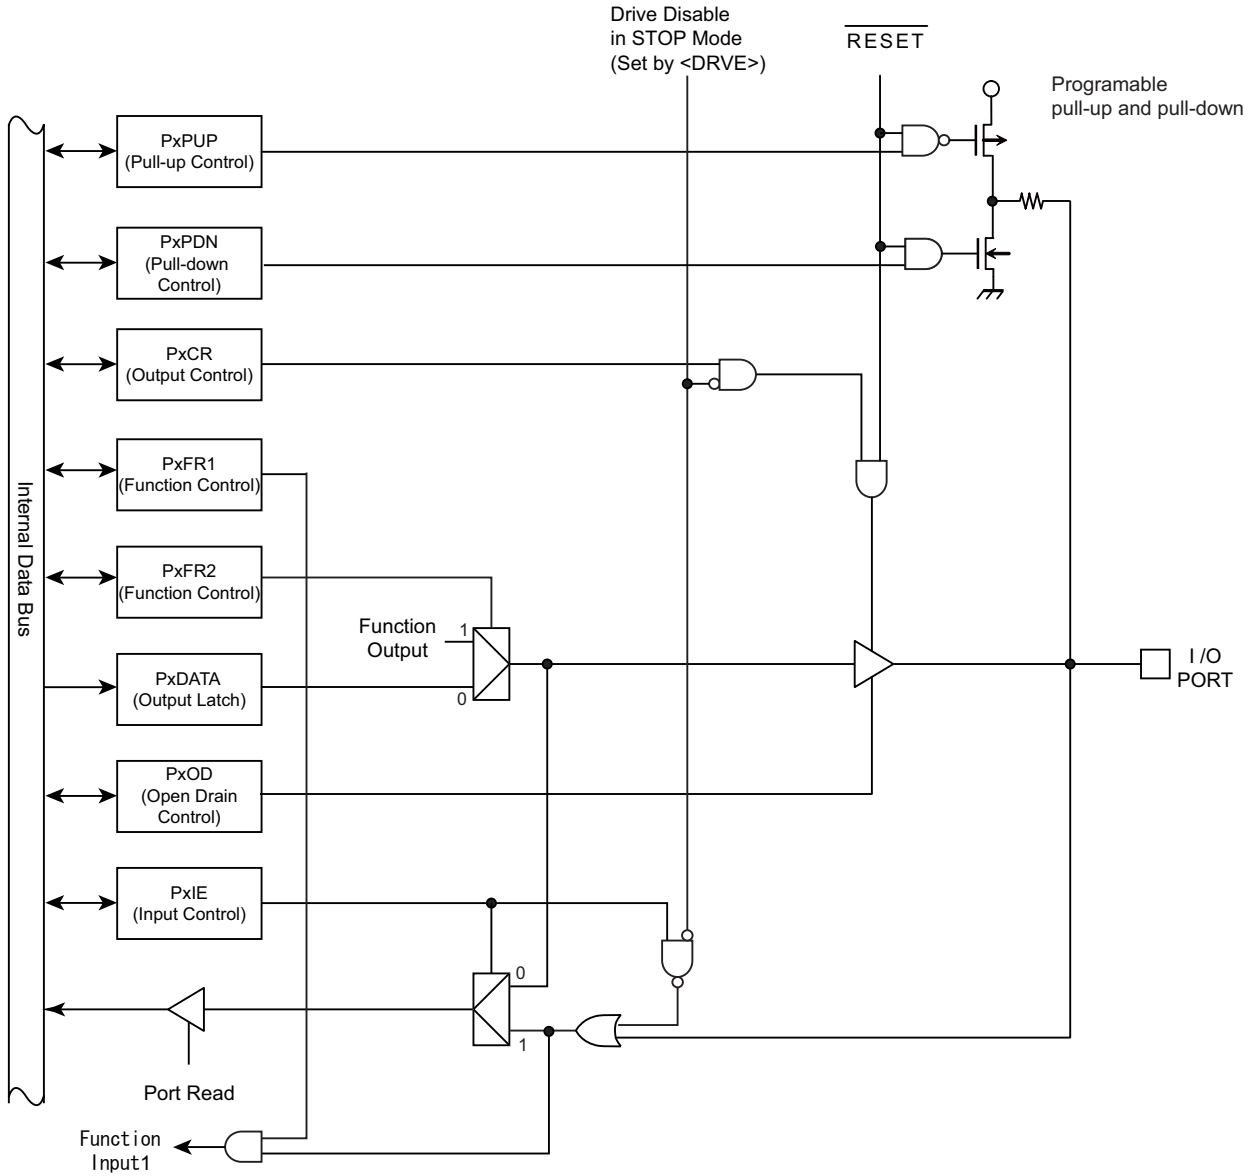 Drive Disable
in STOP Mode
(Set by <DRVE>)
RESET
Programable
pull-up and pull-down
PxPUP
(Pull-up Control)
PxPDN
(Pull-down
Control)
PxCR
(Output Control)
PxFR1
(Function Control)
Internal Data Bus
PxFR2
(Function Control)
Function
Output
1
0
PxDATA
(Output Latch)
I /O
PORT
PxOD
(Open Drain
Control)
PxIE
(Input Control)
0
1
Port Read
Function
Input1